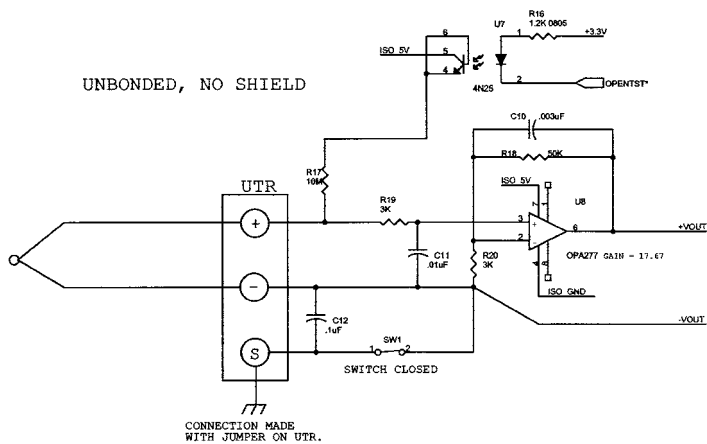 R16
1.2K 0805
U7
+3.3V
6
1
ISO 5V
5
4
2
4N25
OPENTST*
UNBONDED, NO SHIELD
C10 .003uF
R18 50K
R17
10M
UTR
ISO 5V
U8
R19
3K
7
1
+
3
+
6
+VOUT
2
-
OPA277 GAIN - 17.67
C11
.01uF
R20
3K
4
8
ISO GND
−
C12
.1uF
-VOUT
SW1
1
2
S
SWITCH CLOSED
CONNECTION MADE
WITH JUMPER ON UTR.